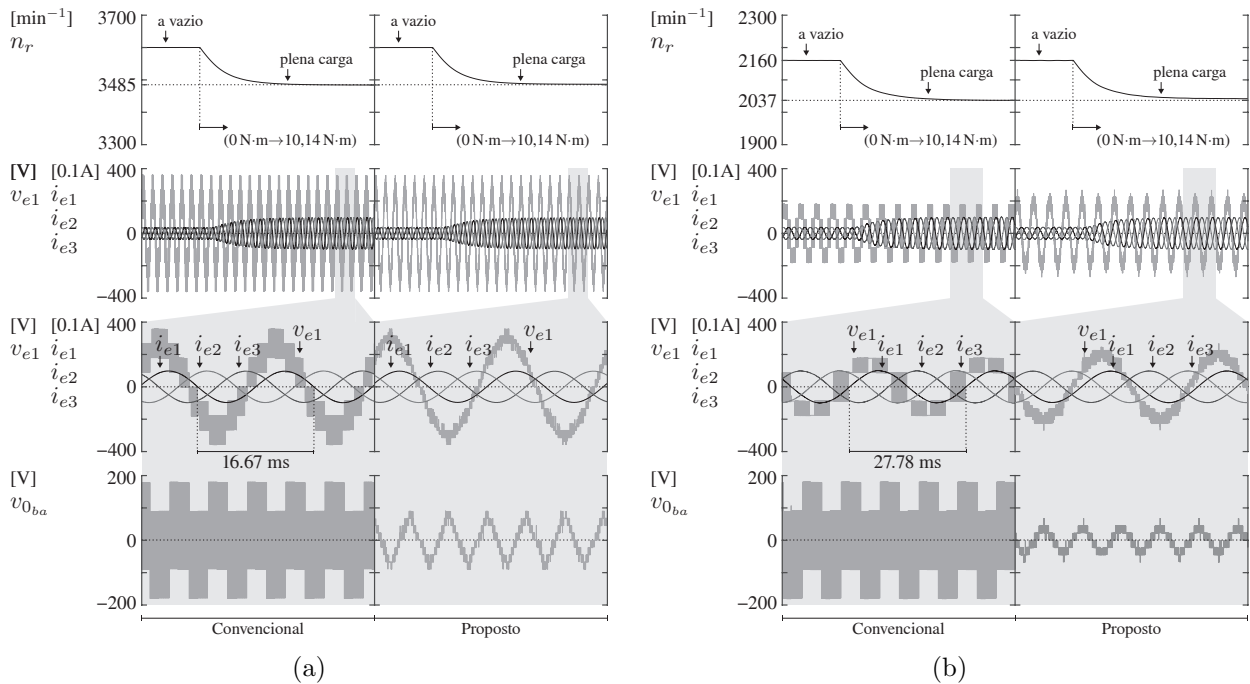 [min⁻¹] 3700
n_r a vazio a vazio
plena carga plena carga
3485
(0 N·m→10,14 N·m) (0 N·m→10,14 N·m)
3300
[V] [0.1A] 400
v_e1 i_e1
i_e2 0
i_e3
−400
[V] [0.1A] 400
v_e1 i_e1
i_e2 0
i_e3
−400
i_e1 i_e2 i_e3 v_e1 i_e1 i_e2 i_e3 v_e1
16.67 ms
[V] 200
v_0ba
0
−200
Convencional Proposto
(a)
[min⁻¹] 2300
n_r a vazio a vazio
2160
plena carga plena carga
2037
(0 N·m→10,14 N·m) (0 N·m→10,14 N·m)
1900
[V] [0.1A] 400
v_e1 i_e1
i_e2 0
i_e3
−400
[V] [0.1A] 400
v_e1 i_e1
i_e2 0
i_e3
−400
v_e1 i_e1 i_e2 i_e3 v_e1 i_e1 i_e2 i_e3
27.78 ms
[V] 200
v_0ba
0
−200
Convencional Proposto
(b)